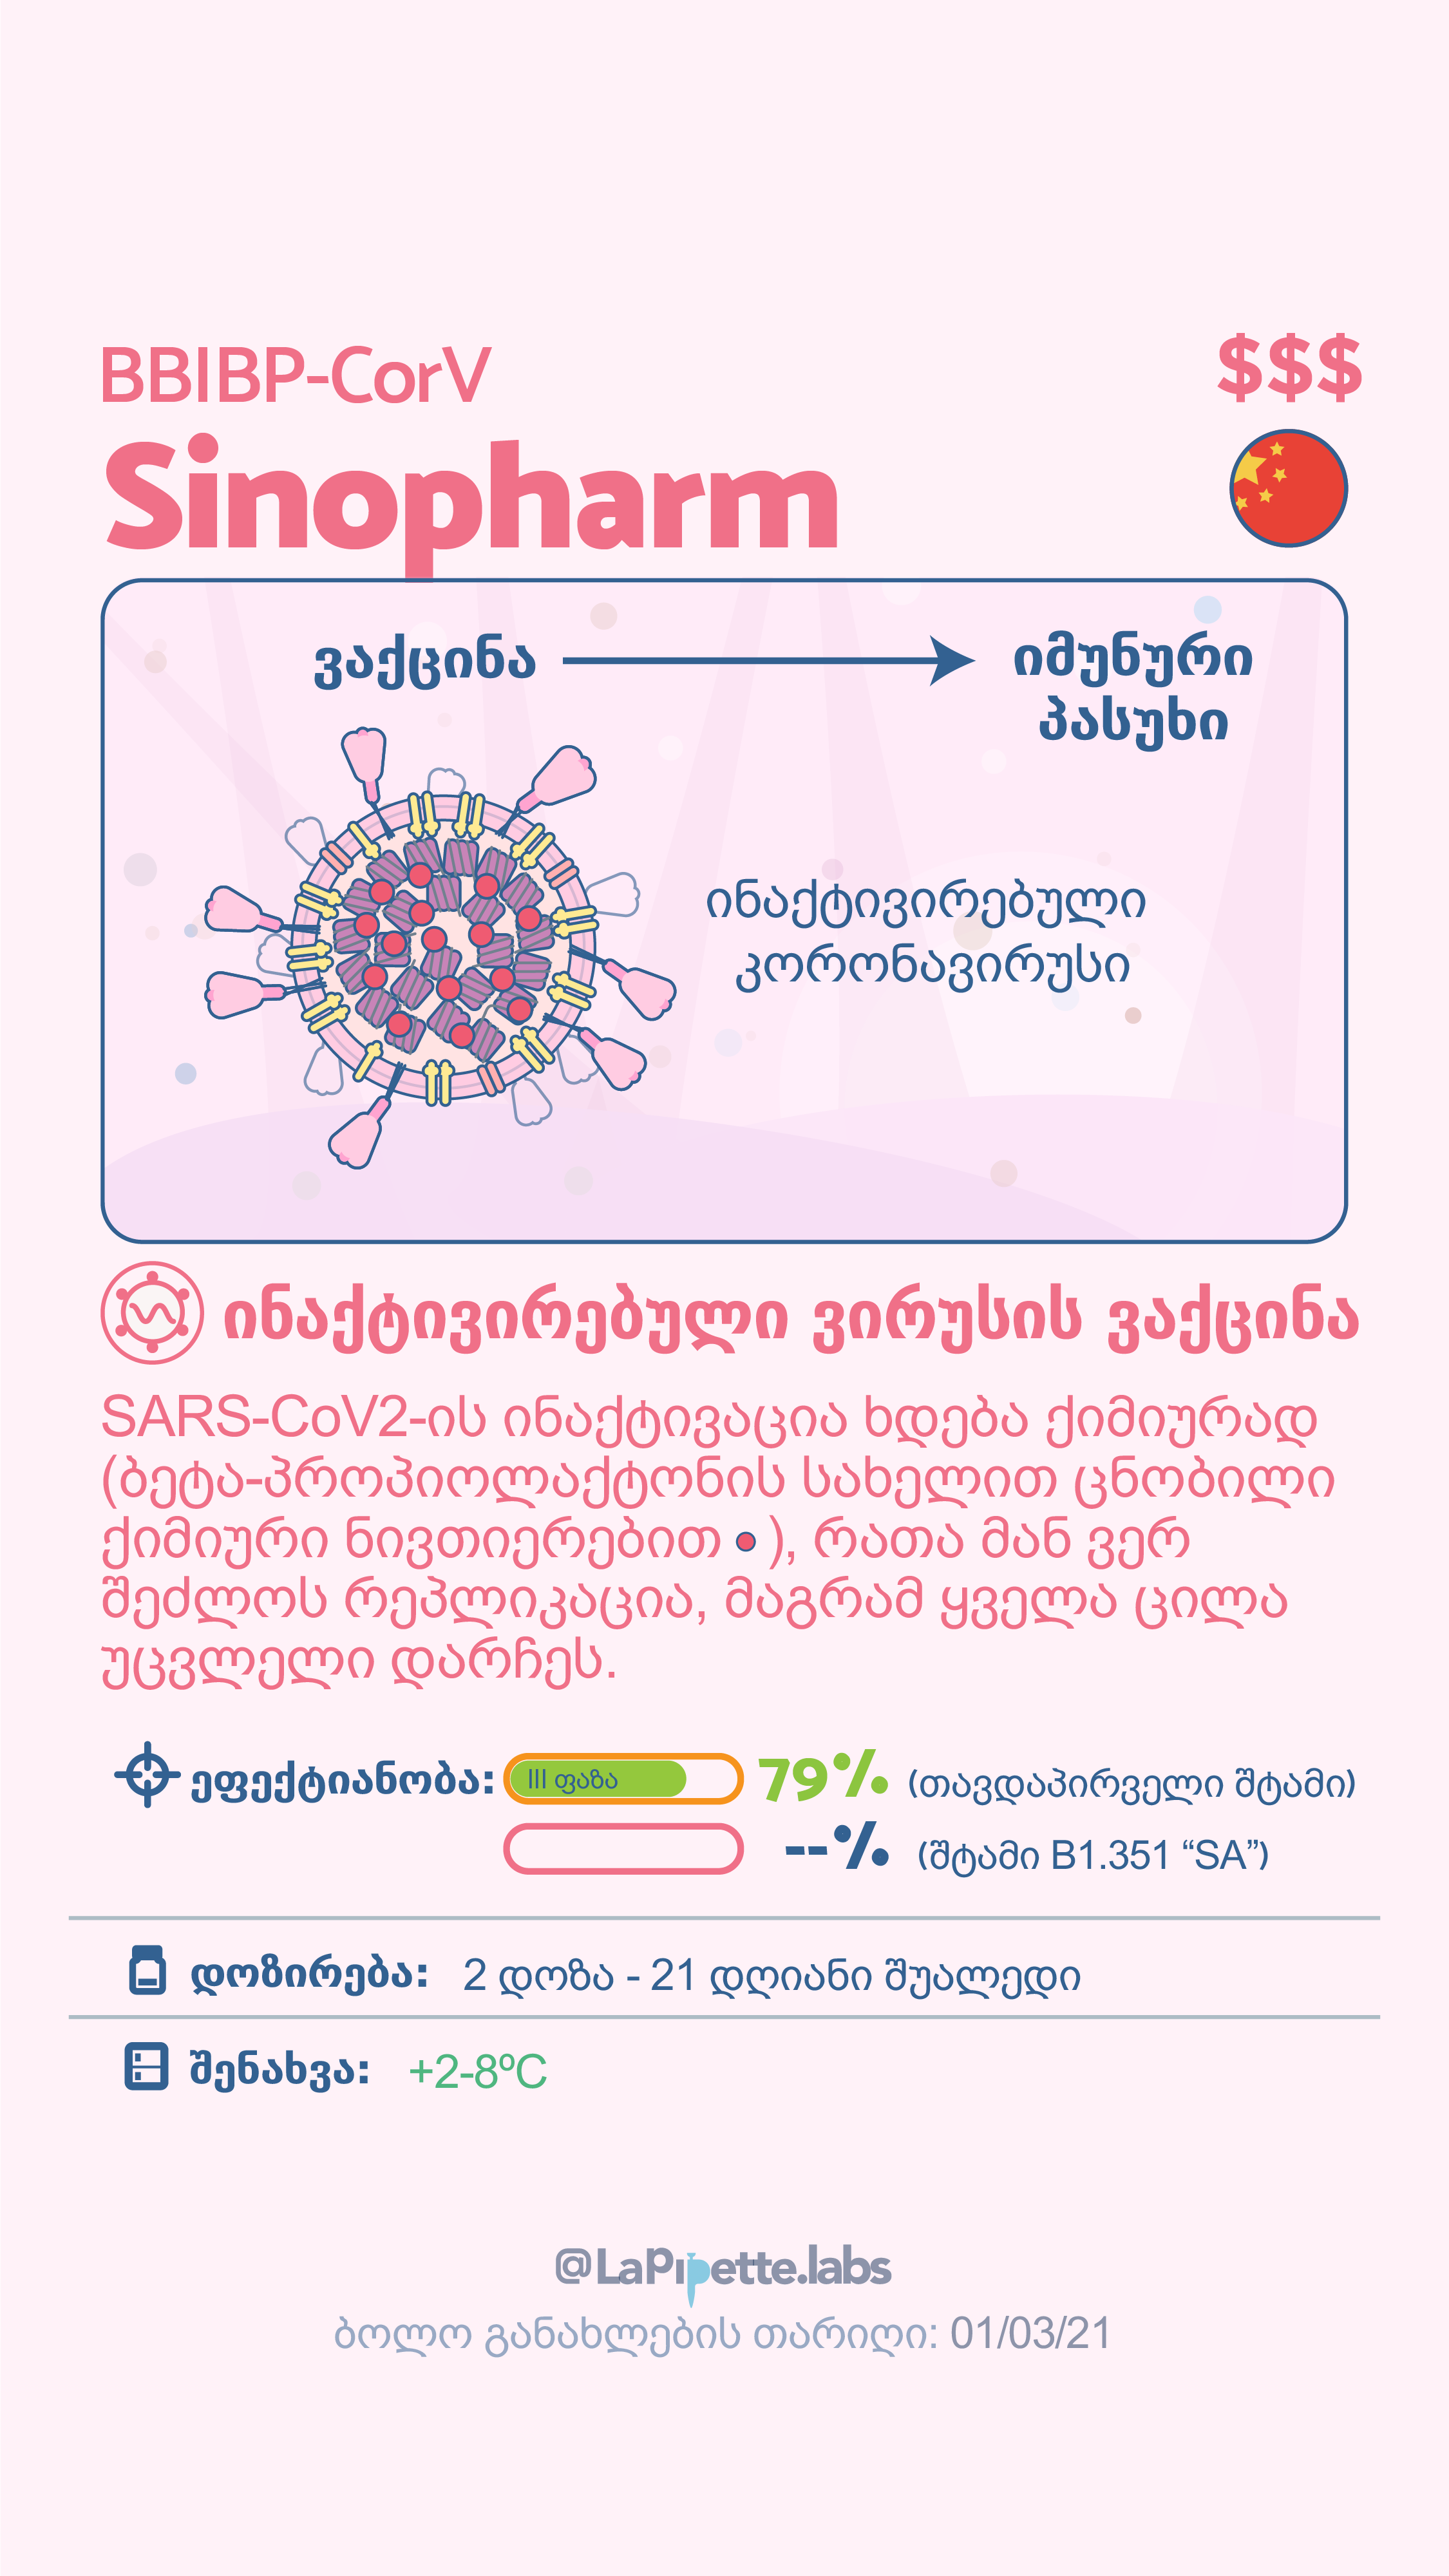 BBIBP-CorV
$$$
Sinopharm
ვაქცინა
იმუნური
პასუხი
ინაქტივირებული
კორონავირუსი
ინაქტივირებული ვირუსის ვაქცინა
SARS-CoV2-ის ინაქტივაცია ხდება ქიმიურად
(ბეტა-პროპიოლაქტონის სახელით ცნობილი
ქიმიური ნივთიერებით ), რათა მან ვერ
შეძლოს რეპლიკაცია, მაგრამ ყველა ცილა
უცვლელი დარჩეს.
ეფექტიანობა: III ფაზა 79% (თავდაპირველი შტამი)
--% (შტამი B1.351 “SA”)
დოზირება: 2 დოზა - 21 დღიანი შუალედი
შენახვა: +2-8ºC
@LaPipette.labs
ბოლო განახლების თარიღი: 01/03/21